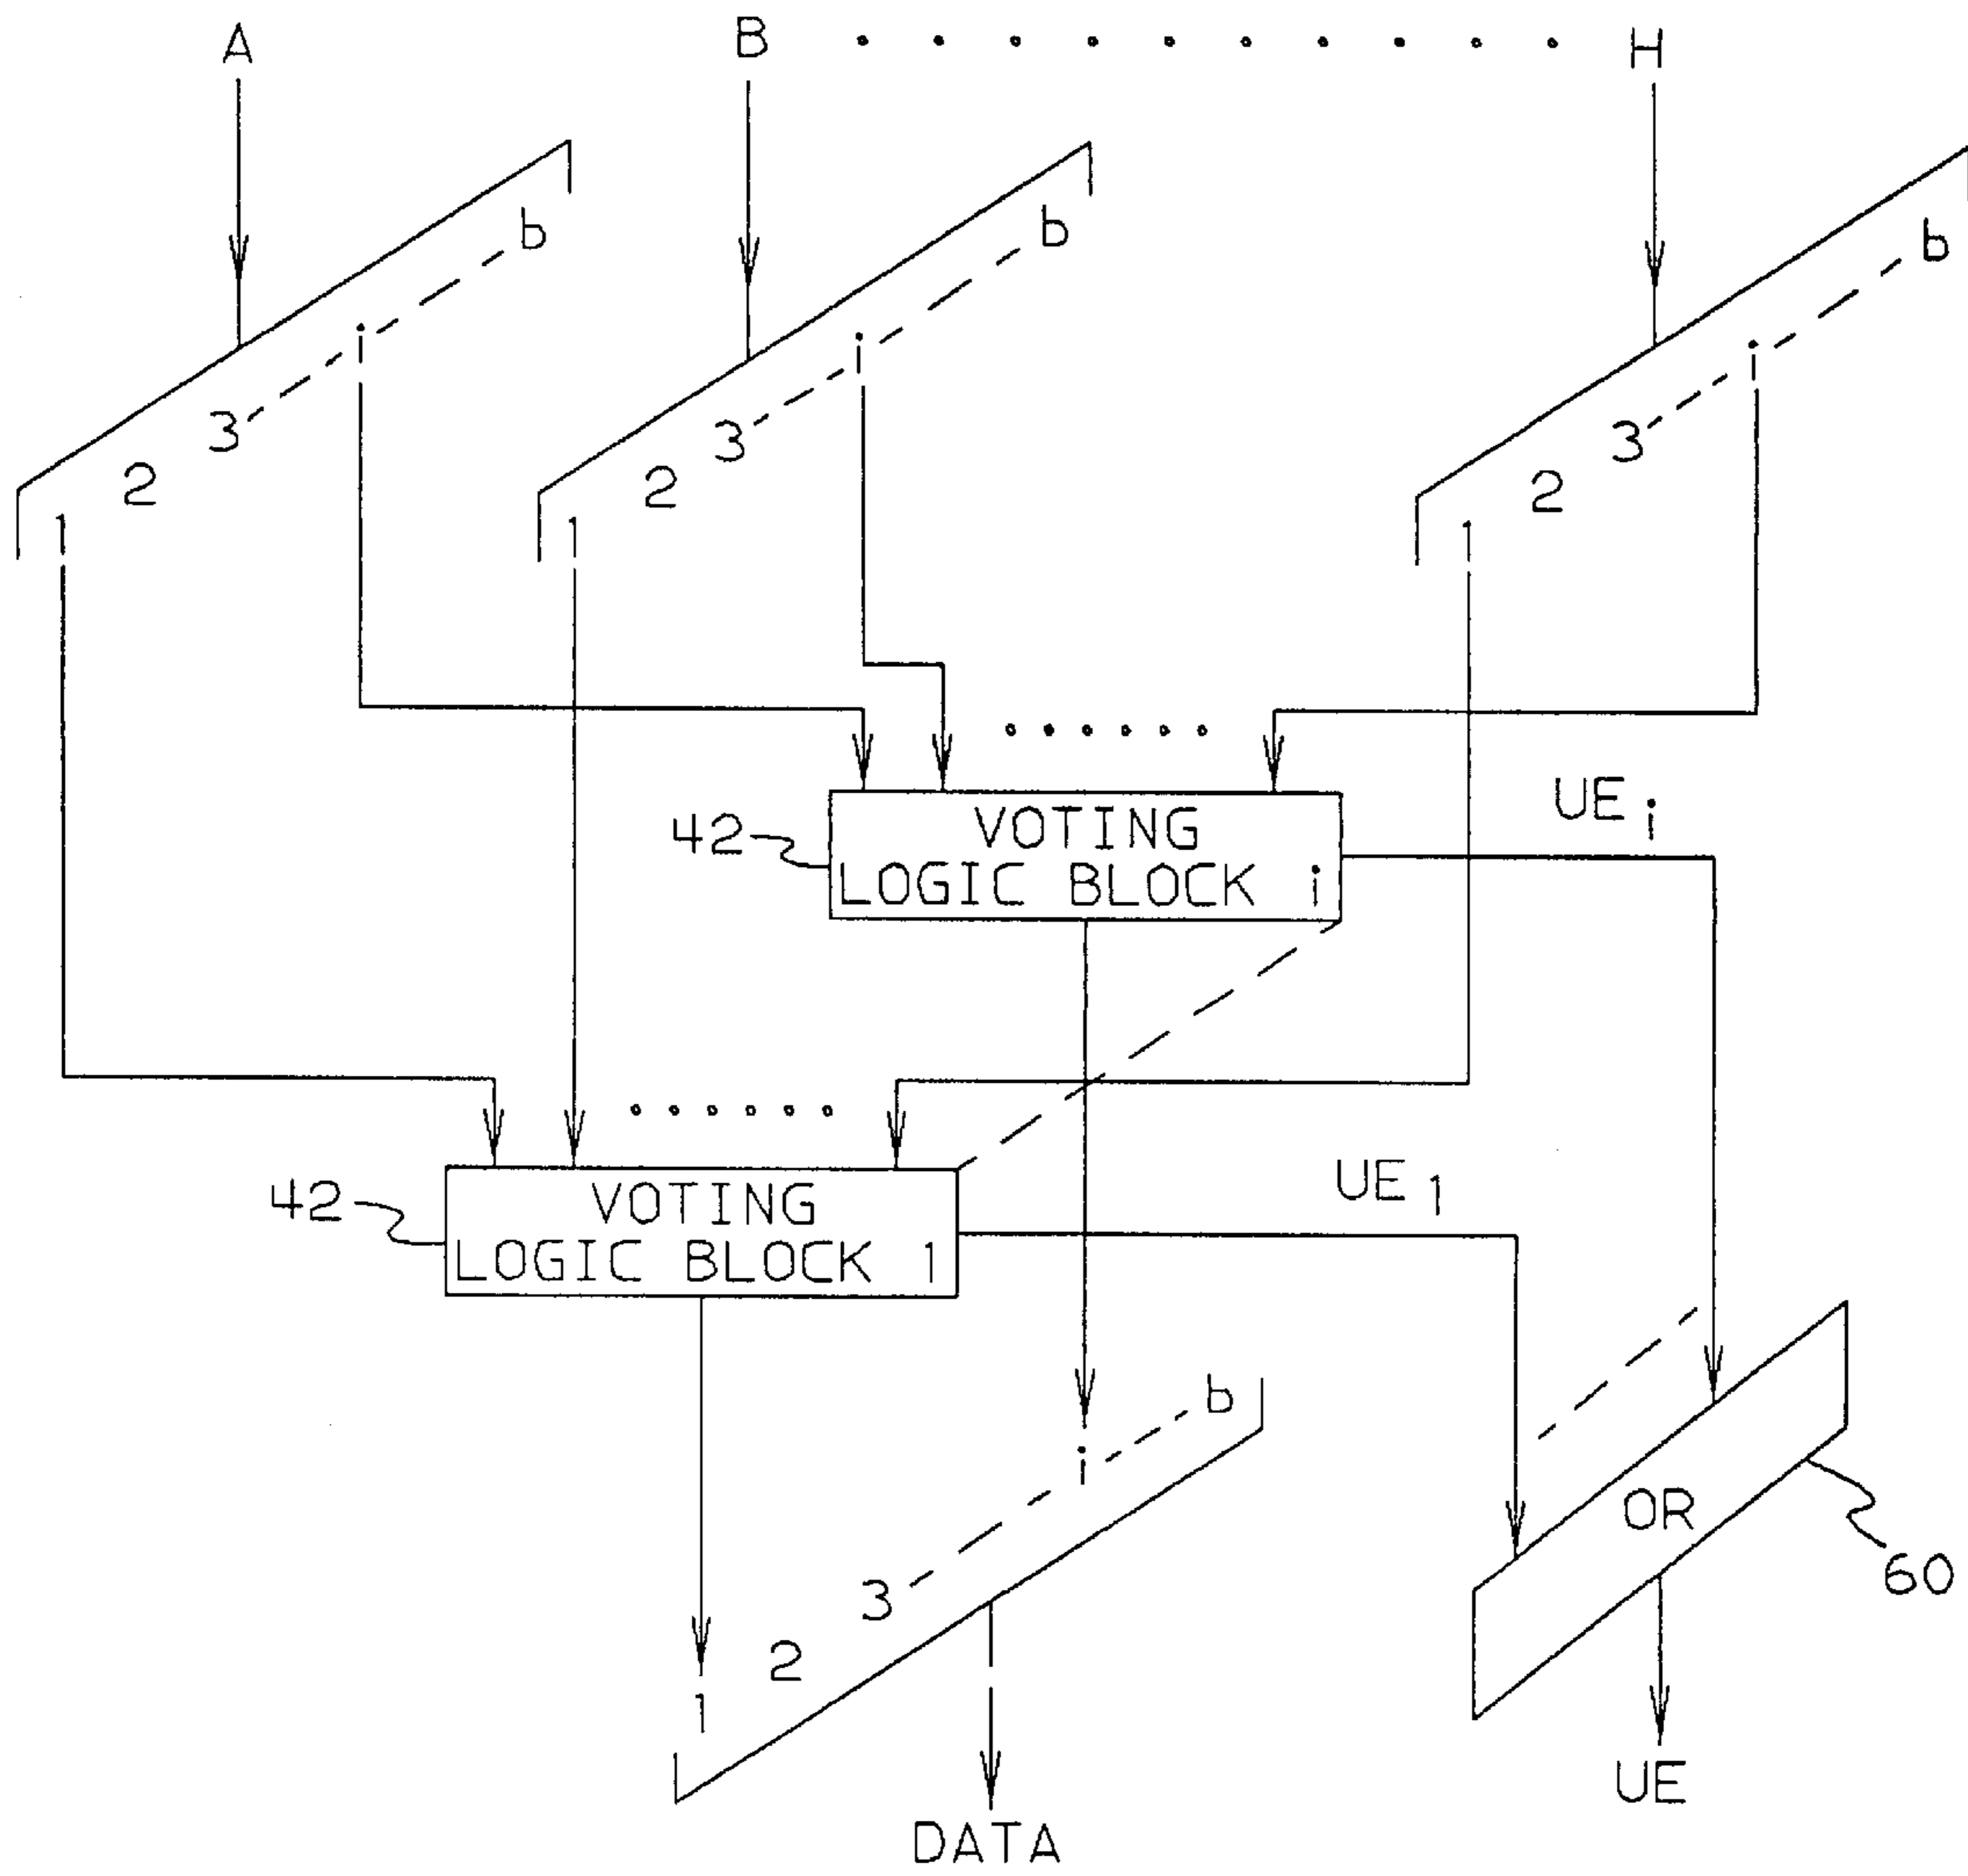 A B H
b b b
i i i
3 3 3
2 2 2
1 1 1
UE i
42 VOTING
LOGIC BLOCK i
UE 1
42 VOTING
LOGIC BLOCK 1
b
i
OR
3
60
2
1
UE
DATA